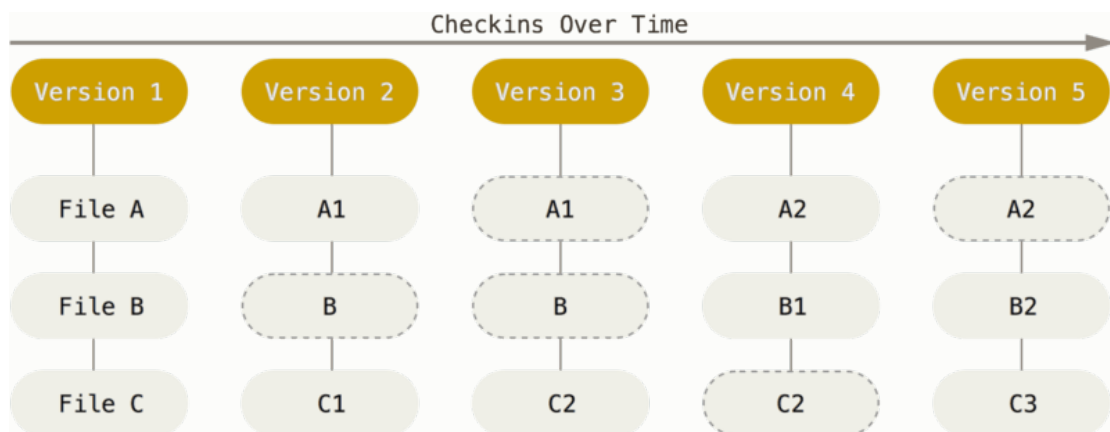 Checkins Over Time
Version 1 Version 2 Version 3 Version 4 Version 5
File A A1 A1 A2 A2
File B B B B1 B2
File C C1 C2 C2 C3